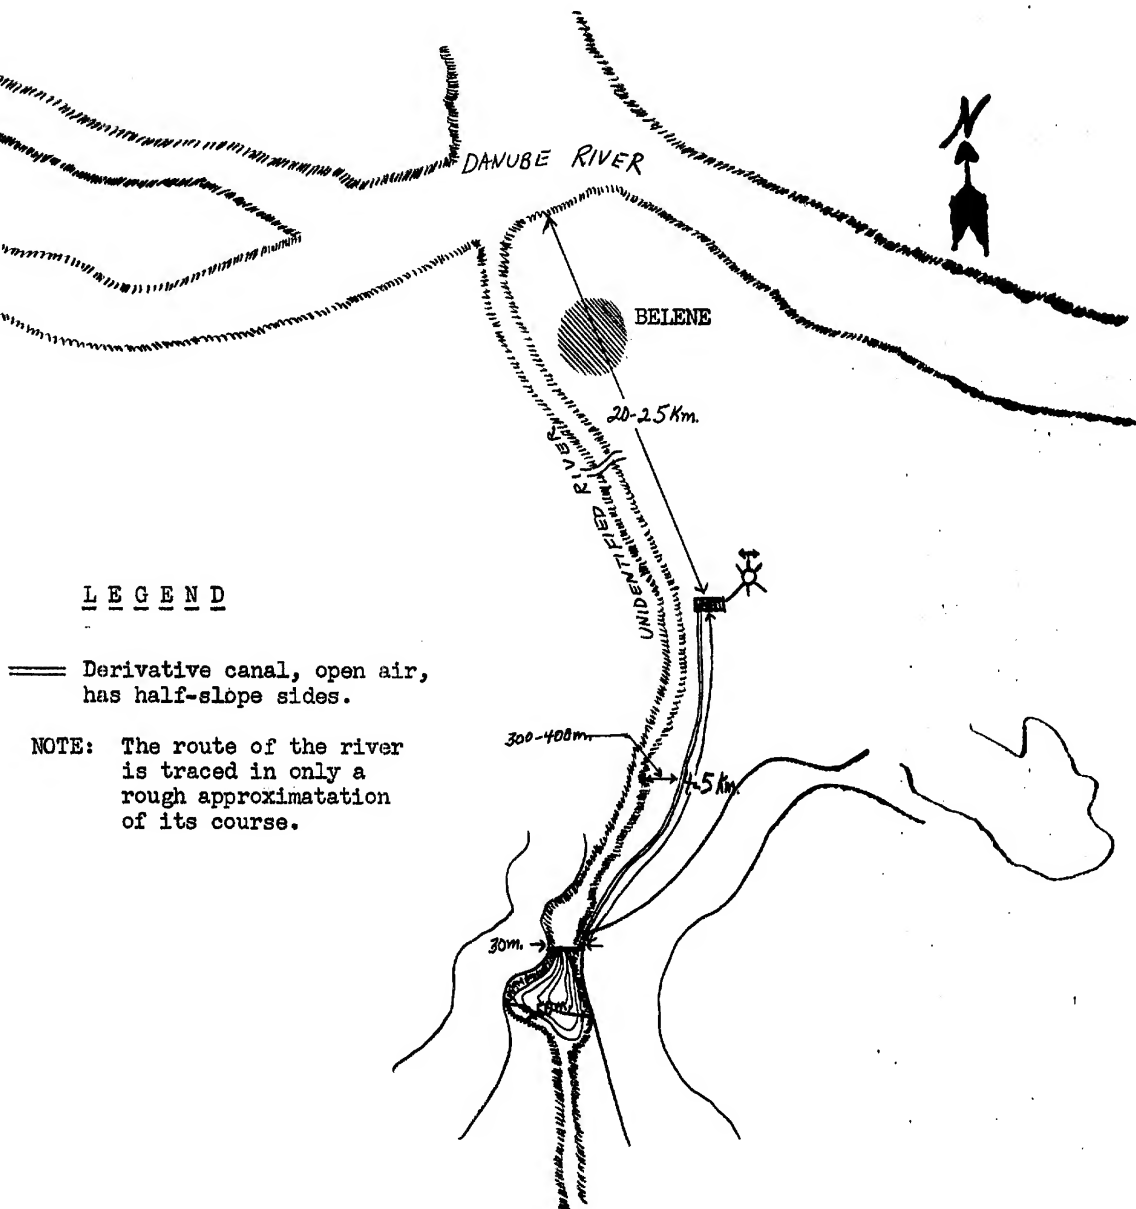 N
DANUBE RIVER
BELENE
20-25 Km.
UNIDENTIFIED RIVER
LEGEND
Derivative canal, open air,
has half-slope sides.
NOTE: The route of the river
is traced in only a
rough approximatation
of its course.
300-400m.
4-5 Km.
30m.